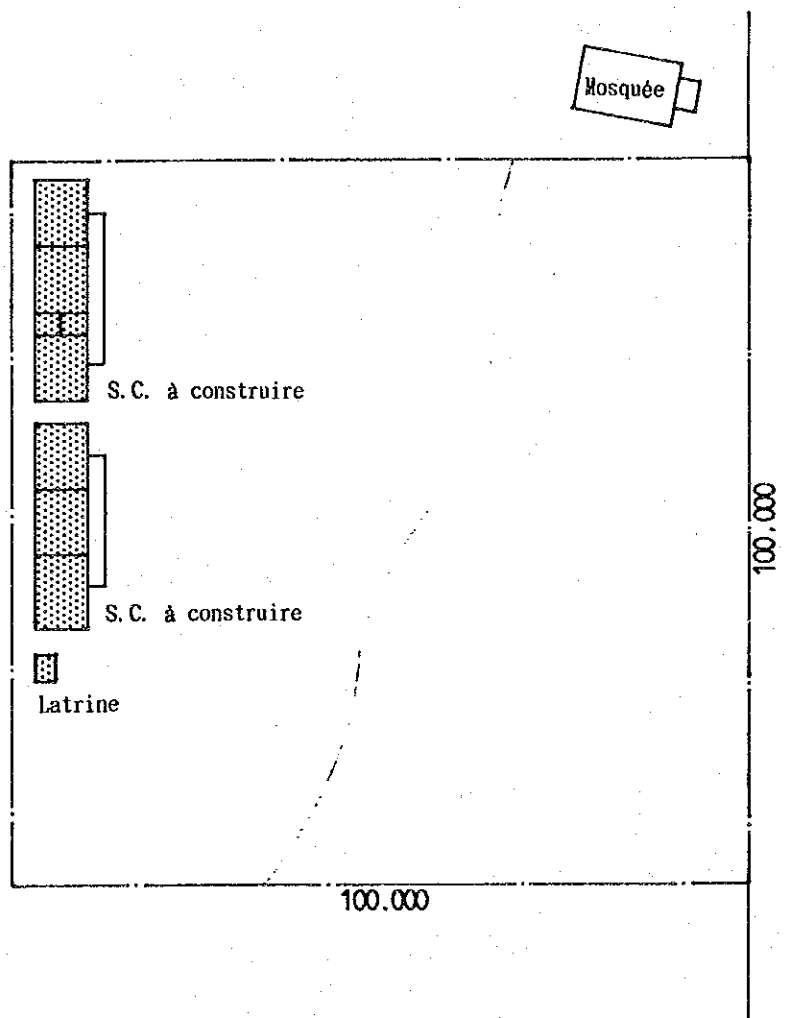 Mosquée
S.C. à construire
100.000
S.C. à construire
Latrine
100.000